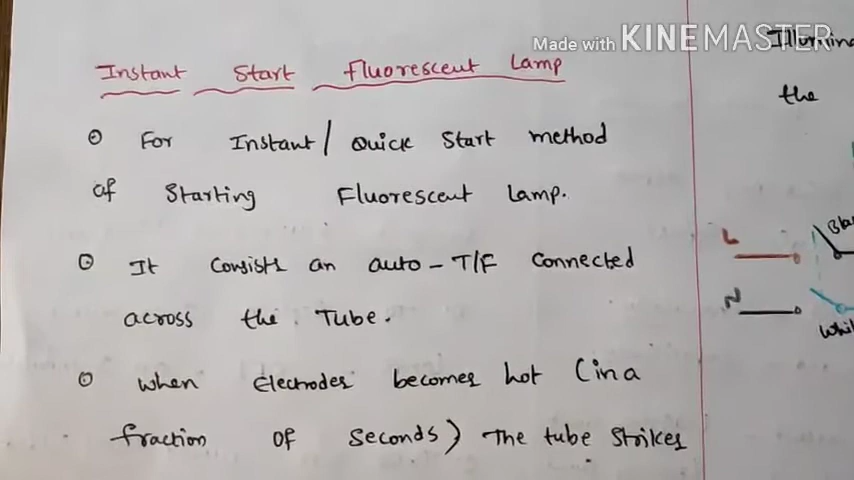 Made with KINEMASTER
Instant Start Fluorescent Lamp
For Instant/ Quick Start method
of Starting Fluorescent Lamp.
It Consists an auto-T/F Connected
across the Tube.
When Electrodes becomes hot (in a
fraction of Seconds) The tube Strikes
the
L
N